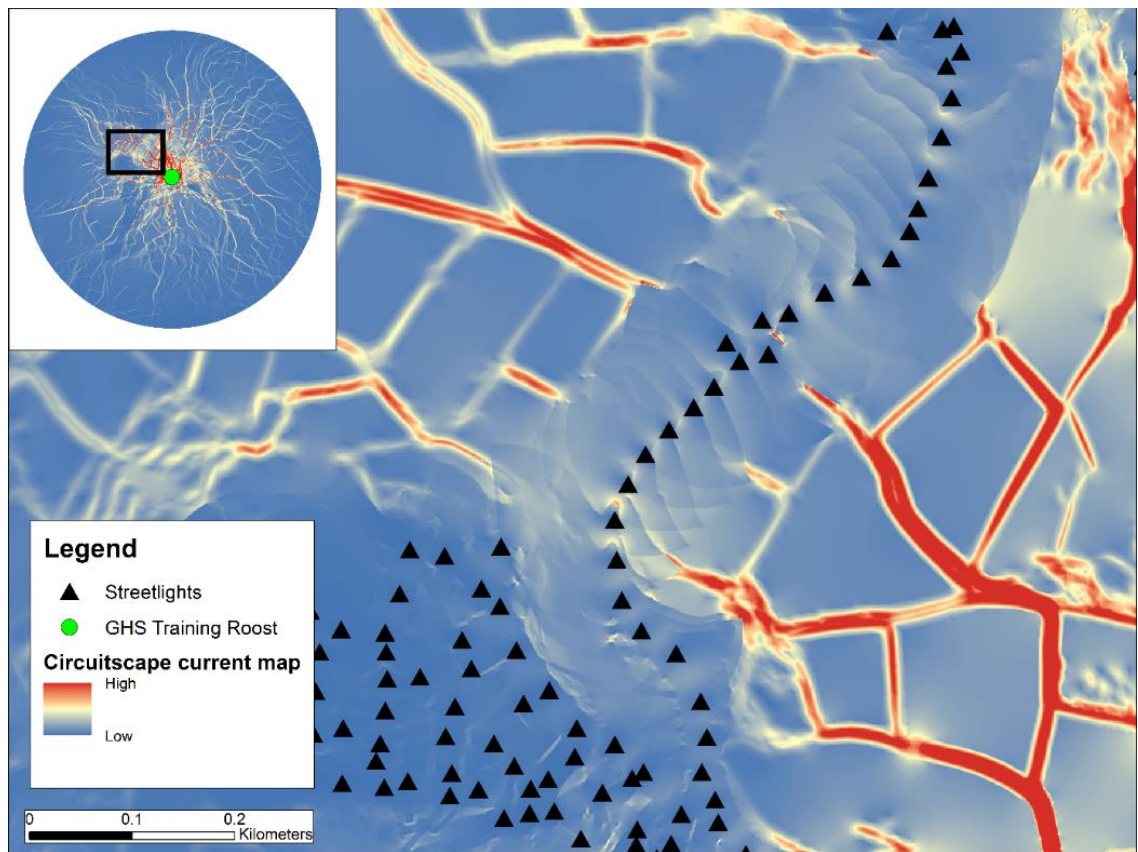 Legend
Streetlights
GHS Training Roost
Circuitscape current map
High
Low
0 0.1 0.2
Kilometers